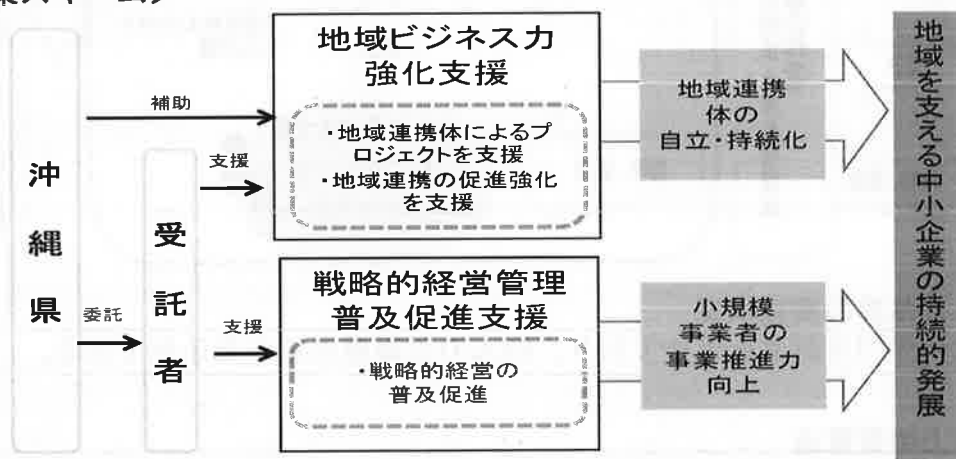 沖縄県
補助
委託
受託者
支援
支援
地域ビジネス力
強化支援
・地域連携体によるプ
ロジェクトを支援
・地域連携の促進強化
を支援
戦略的経営管理
普及促進支援
・戦略的経営の
普及促進
地域連携
体の
自立・持続化
小規模
事業者の
事業推進力
向上
地域を支える中小企業の持続的発展